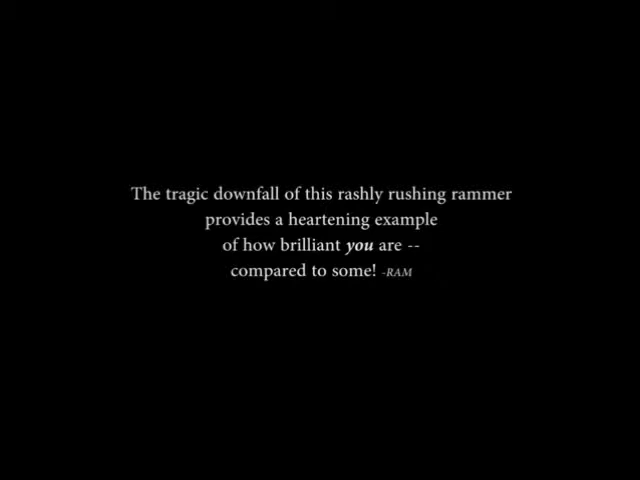 The tragic downfall of this rashly rushing rammer
provides a heartening example
of how brilliant you are --
compared to some! -RAM